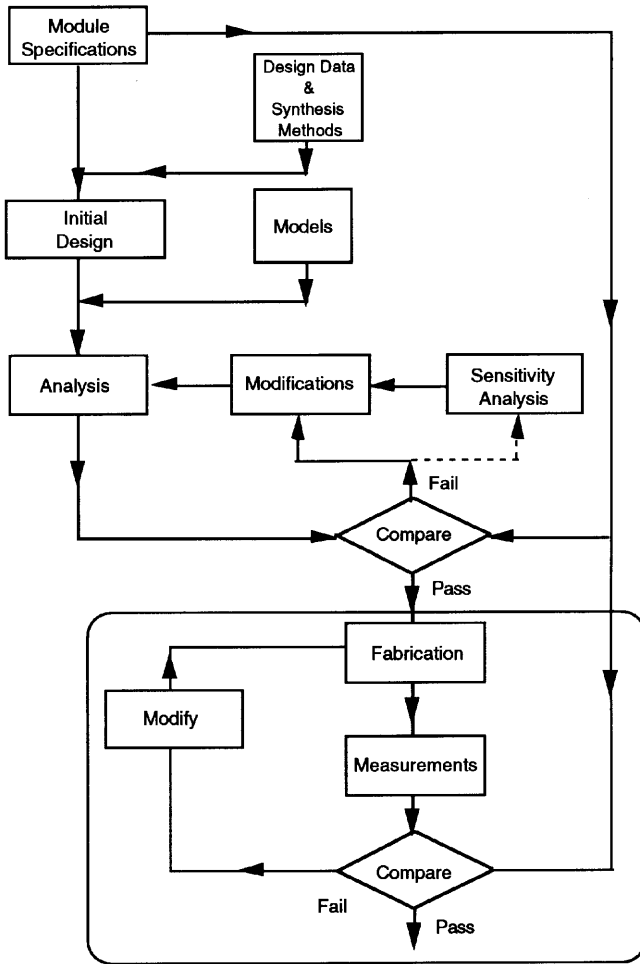 Module
Specifications
Design Data
&
Synthesis
Methods
Initial
Design
Models
Analysis
Modifications
Sensitivity
Analysis
Fail
Compare
Pass
Fabrication
Modify
Measurements
Compare
Fail
Pass